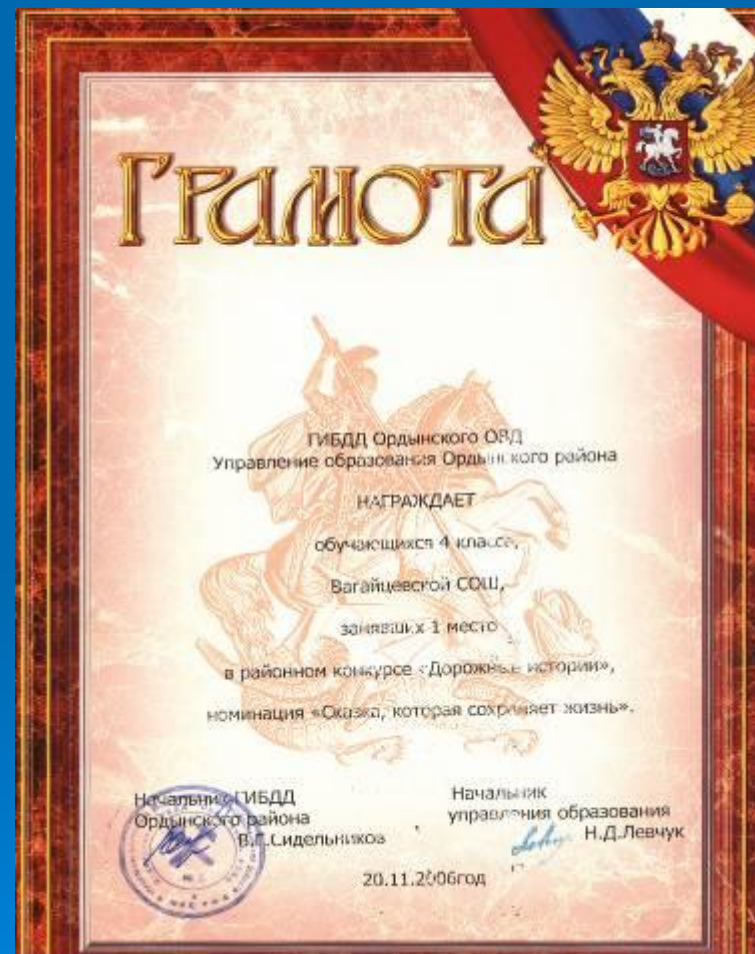 Грамота
ГИБДД Ордынского ОВД
Управление образования Ордынского района
НАГРАЖДАЕТ
обучающихся 4 класса,
Вагайцевской СОШ,
занявших 1 место
в районном конкурсе «Дорожные истории»,
номинация «Сказка, которая сохраняет жизнь».
Начальник ГИБДД
Ордынского района
В.Г.Сидельников
Начальник
управления образования
Н.Д.Левчук
20.11.2006год